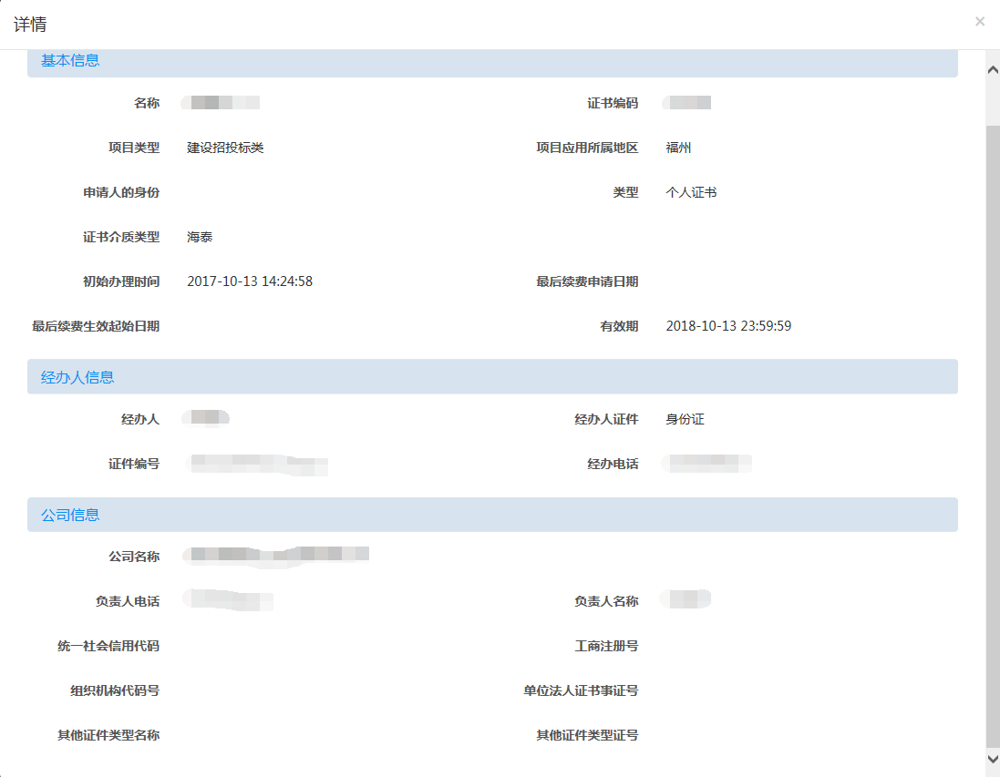 详情
×
基本信息
名称 证书编码
项目类型 建设招投标类 项目应用所属地区 福州
申请人的身份 类型 个人证书
证书介质类型 海泰
初始办理时间 2017-10-13 14:24:58 最后续费申请日期
最后续费生效起始日期 有效期 2018-10-13 23:59:59
经办人信息
经办人 经办人证件 身份证
证件编号 经办电话
公司信息
公司名称
负责人电话 负责人名称
统一社会信用代码 工商注册号
组织机构代码号 单位法人证书事证号
其他证件类型名称 其他证件类型证号